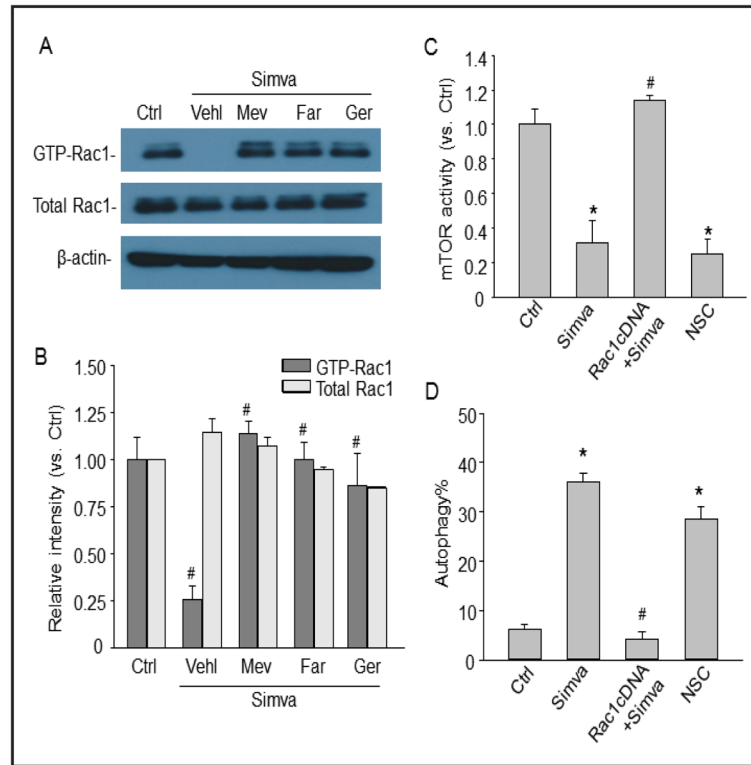 A
Simva
Ctrl Vehl Mev Far Ger
GTP-Rac1-
Total Rac1-
β-actin-
B
1.50
1.25
1.00
0.75
0.50
0.25
0
Relative intensity (vs. Ctrl)
GTP-Rac1
Total Rac1
#
#
#
#
Ctrl Vehl Mev Far Ger
Simva
C
1.4
1.2
1.0
0.8
0.6
0.4
0.2
0
mTOR activity (vs. Ctrl)
*
#
*
Ctrl
Simva
Rac1cDNA
+Simva
NSC
D
50
40
30
20
10
0
Autophagy%
*
#
*
Ctrl
Simva
Rac1cDNA
+Simva
NSC